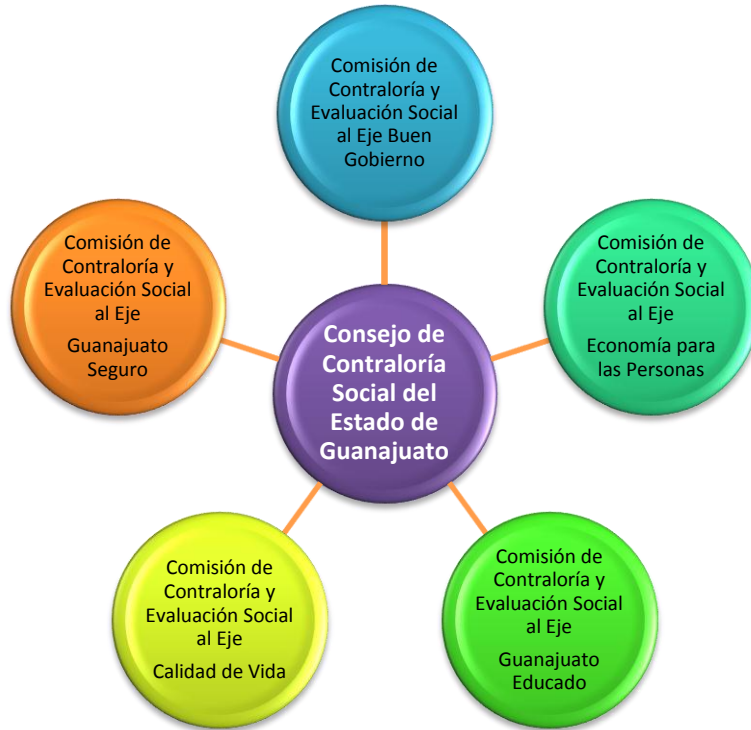 Comisión de
Contraloría y
Evaluación Social
al Eje Buen
Gobierno
Comisión de
Contraloría y
Evaluación Social
al Eje
Guanajuato
Seguro
Comisión de
Contraloría y
Evaluación Social
al Eje
Economía para
las Personas
Consejo de
Contraloría
Social del
Estado de
Guanajuato
Comisión de
Contraloría y
Evaluación Social
al Eje
Calidad de Vida
Comisión de
Contraloría y
Evaluación Social
al Eje
Guanajuato
Educado